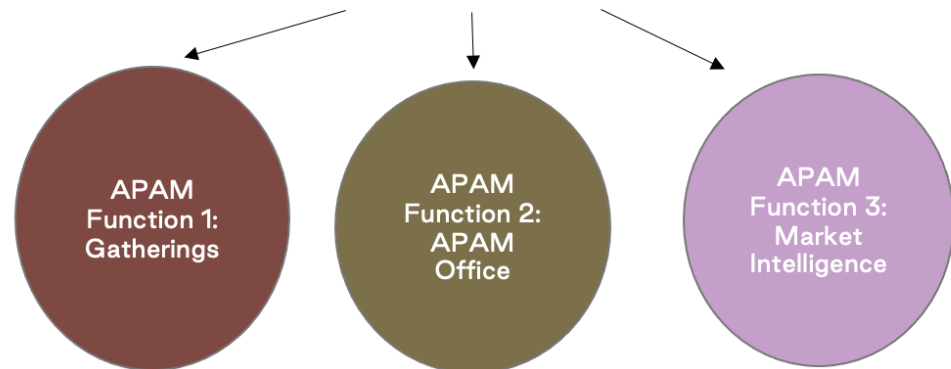 APAM
Function 1:
Gatherings
APAM
Function 2:
APAM
Office
APAM
Function 3:
Market
Intelligence